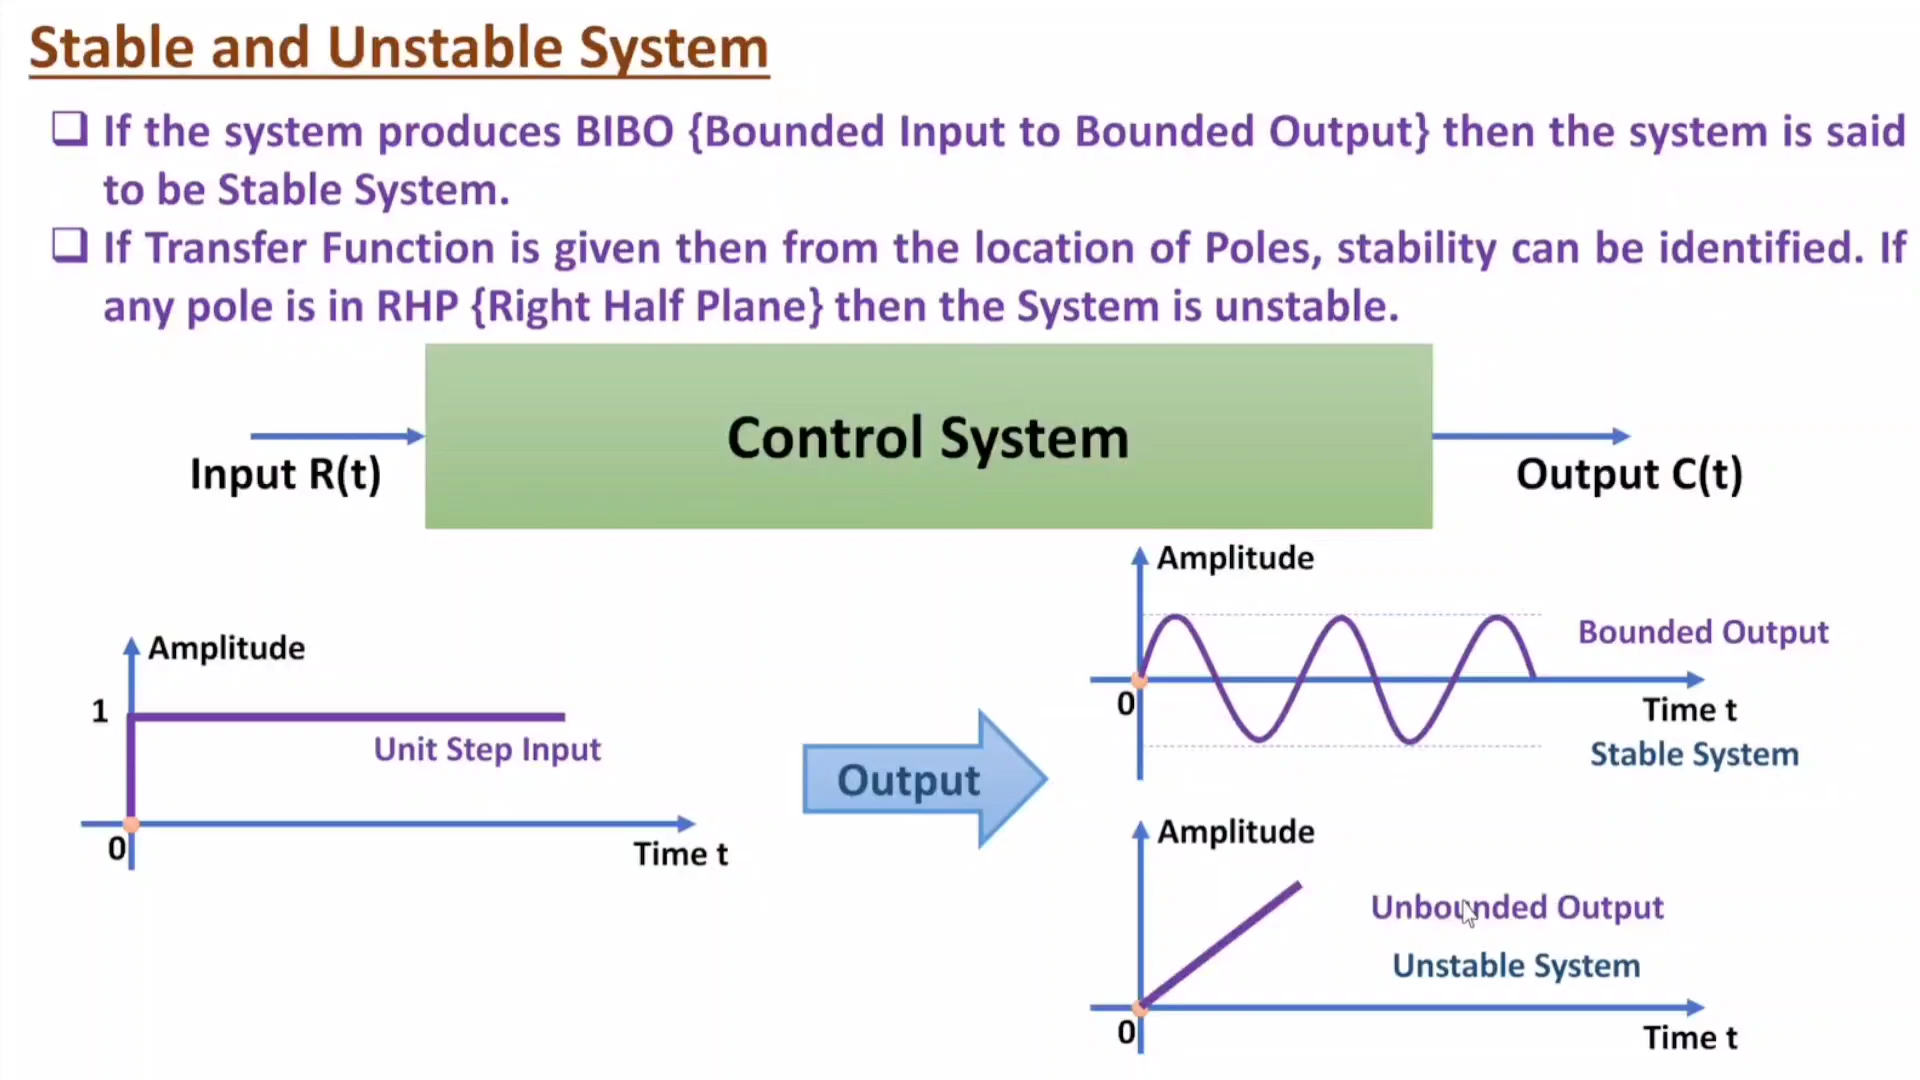 Stable and Unstable System
❑ If the system produces BIBO {Bounded Input to Bounded Output} then the system is said
to be Stable System.
❑ If Transfer Function is given then from the location of Poles, stability can be identified. If
any pole is in RHP {Right Half Plane} then the System is unstable.
Control System
Input R(t)
Output C(t)
Amplitude
1
Unit Step Input
0
Time t
Output
Amplitude
Bounded Output
0
Time t
Stable System
Amplitude
Unbounded Output
Unstable System
0
Time t